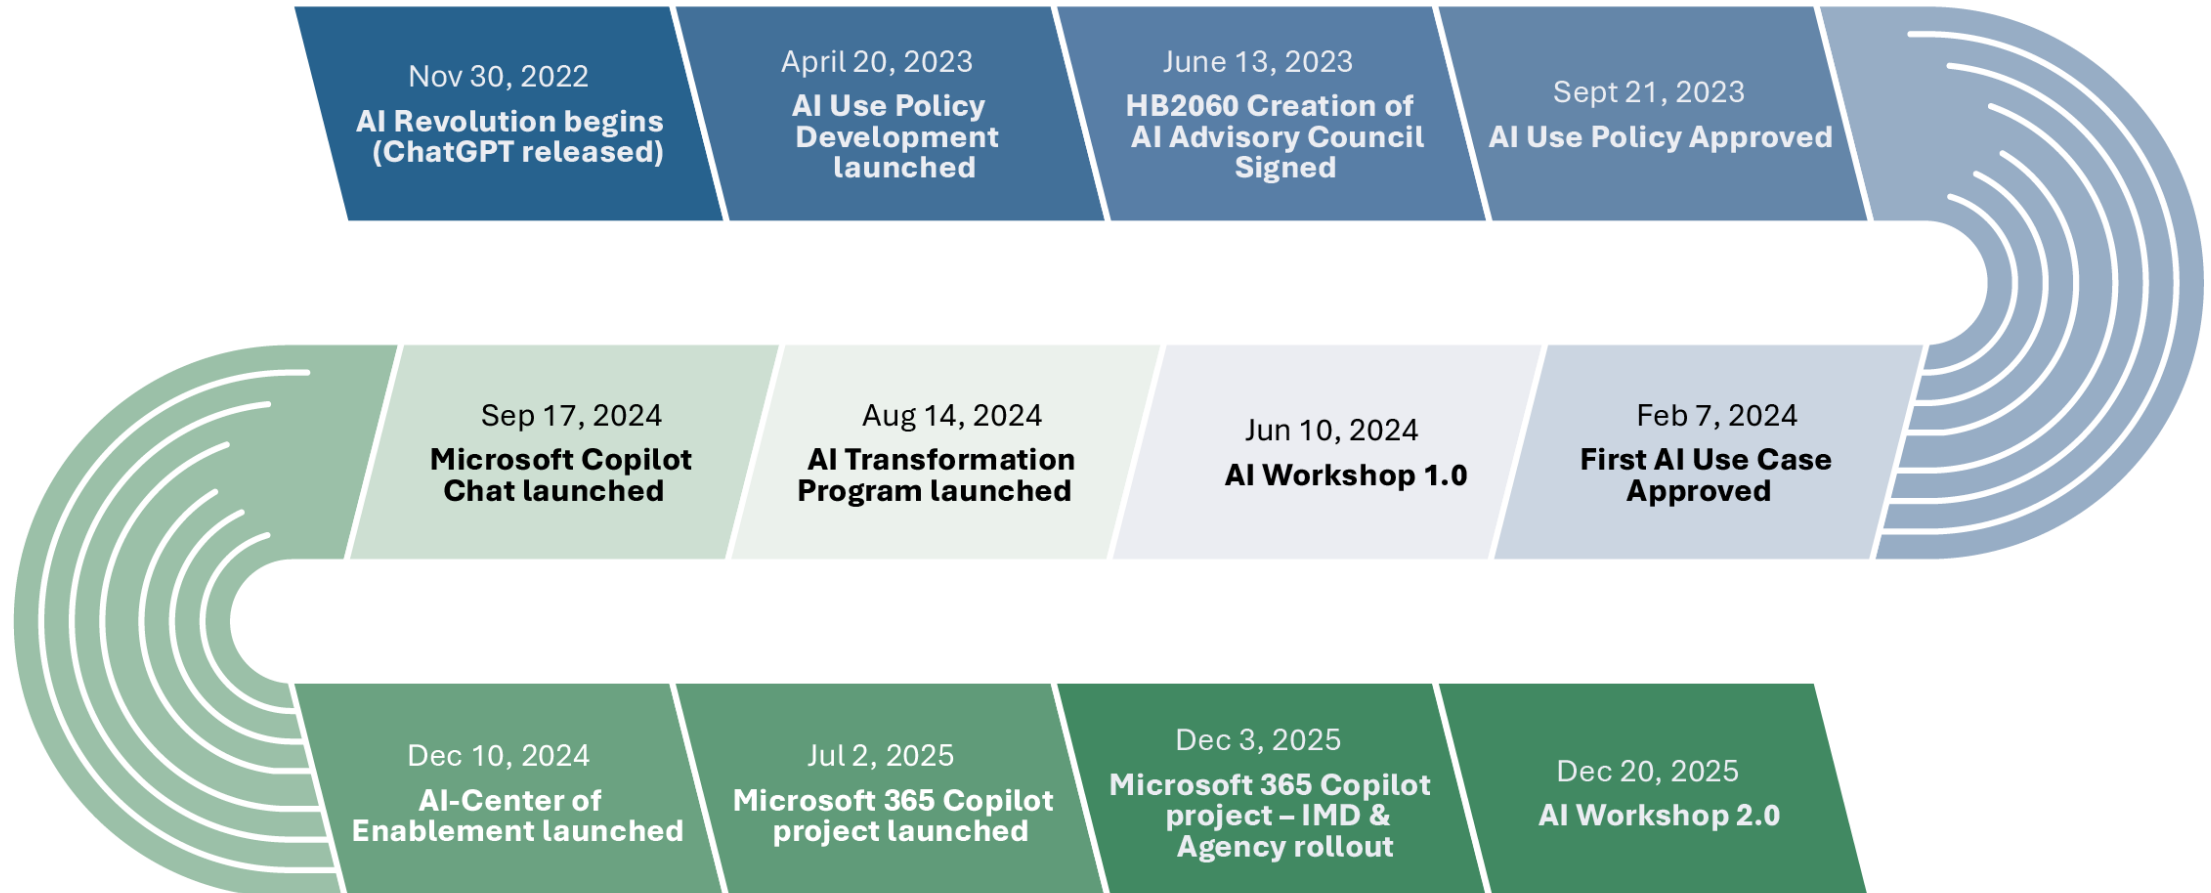 Nov 30, 2022
AI Revolution begins
(ChatGPT released)
April 20, 2023
AI Use Policy
Development
launched
June 13, 2023
HB2060 Creation of
AI Advisory Council
Signed
Sept 21, 2023
AI Use Policy Approved
Feb 7, 2024
First AI Use Case
Approved
Jun 10, 2024
AI Workshop 1.0
Aug 14, 2024
AI Transformation
Program launched
Sep 17, 2024
Microsoft Copilot
Chat launched
Dec 10, 2024
AI-Center of
Enablement launched
Jul 2, 2025
Microsoft 365 Copilot
project launched
Dec 3, 2025
Microsoft 365 Copilot
project – IMD &
Agency rollout
Dec 20, 2025
AI Workshop 2.0